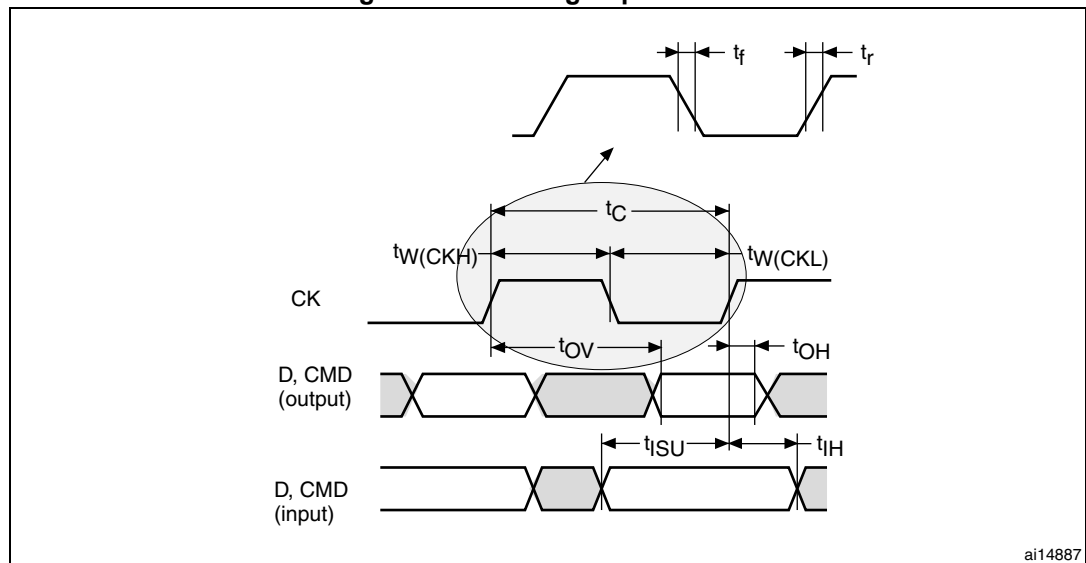 tf
tr
tC
tW(CKH)
tW(CKL)
CK
tOV
tOH
D, CMD
(output)
tISU
tIH
D, CMD
(input)
ai14887